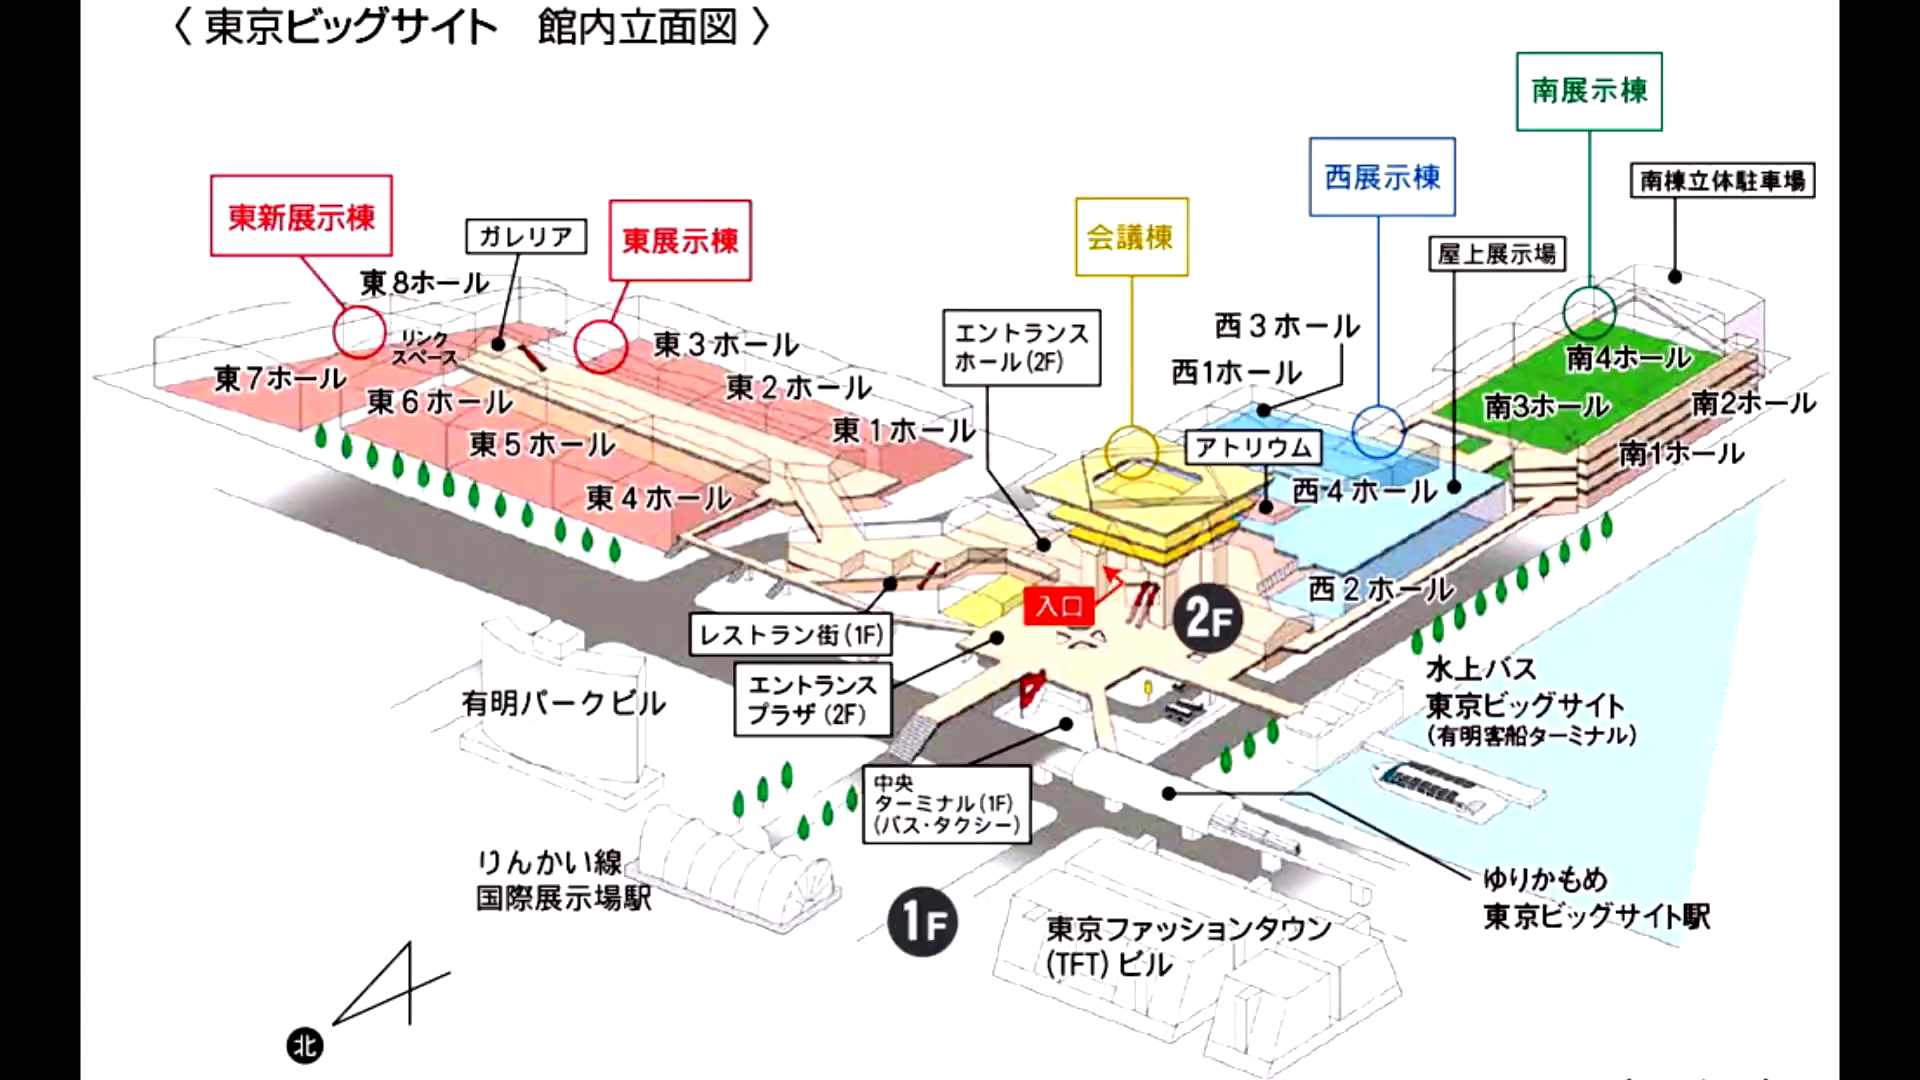 〈 東京ビッグサイト 館内立面図 〉
南展示棟
西展示棟
南棟立体駐車場
東新展示棟
ガレリア
東展示棟
会議棟
屋上展示場
東8ホール
リンク
スペース
東3ホール
エントランス
ホール(2F)
西3ホール
西1ホール
南4ホール
東7ホール
東6ホール
東2ホール
南3ホール
南2ホール
東5ホール
東1ホール
アトリウム
南1ホール
東4ホール
西4ホール
西2ホール
入口
2F
レストラン街(1F)
エントランス
プラザ(2F)
有明パークビル
水上バス
東京ビッグサイト
(有明客船ターミナル)
中央
ターミナル(1F)
(バス・タクシー)
りんかい線
国際展示場駅
ゆりかもめ
東京ビッグサイト駅
1F
東京ファッションタウン
(TFT)ビル
北